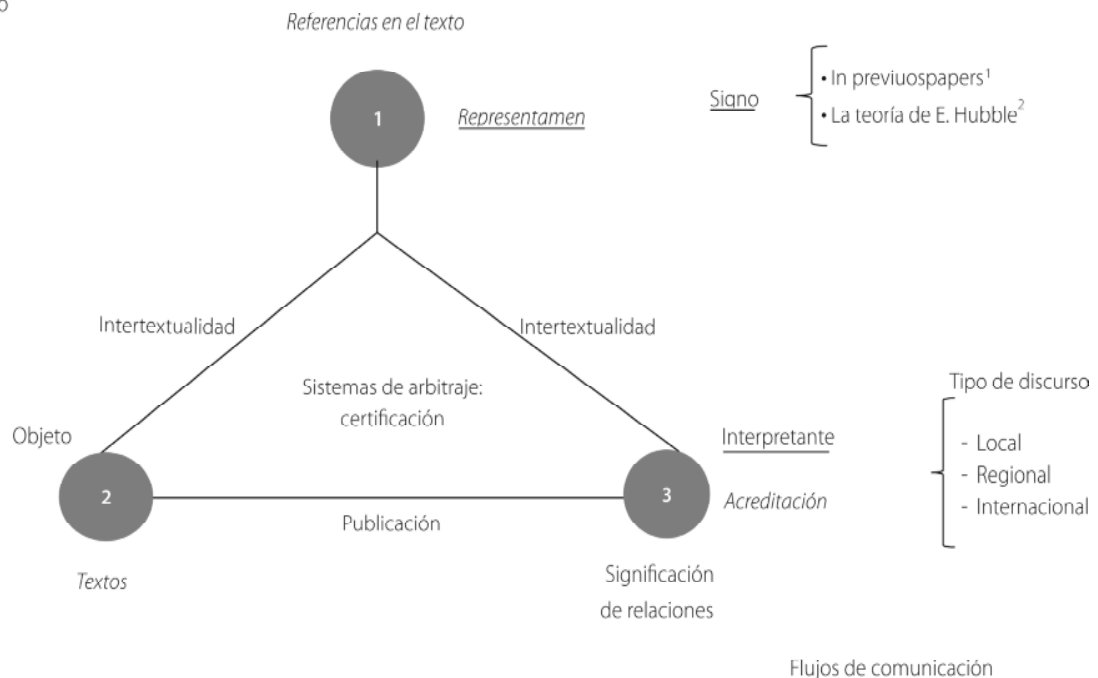 o
Referencias en el texto
1
Representamen
Signo
• In previuospapers¹
• La teoría de E. Hubble²
Intertextualidad
Intertextualidad
Sistemas de arbitraje:
certificación
Tipo de discurso
Objeto
Interpretante
- Local
- Regional
- Internacional
2
3
Acreditación
Publicación
Textos
Significación
de relaciones
Flujos de comunicación